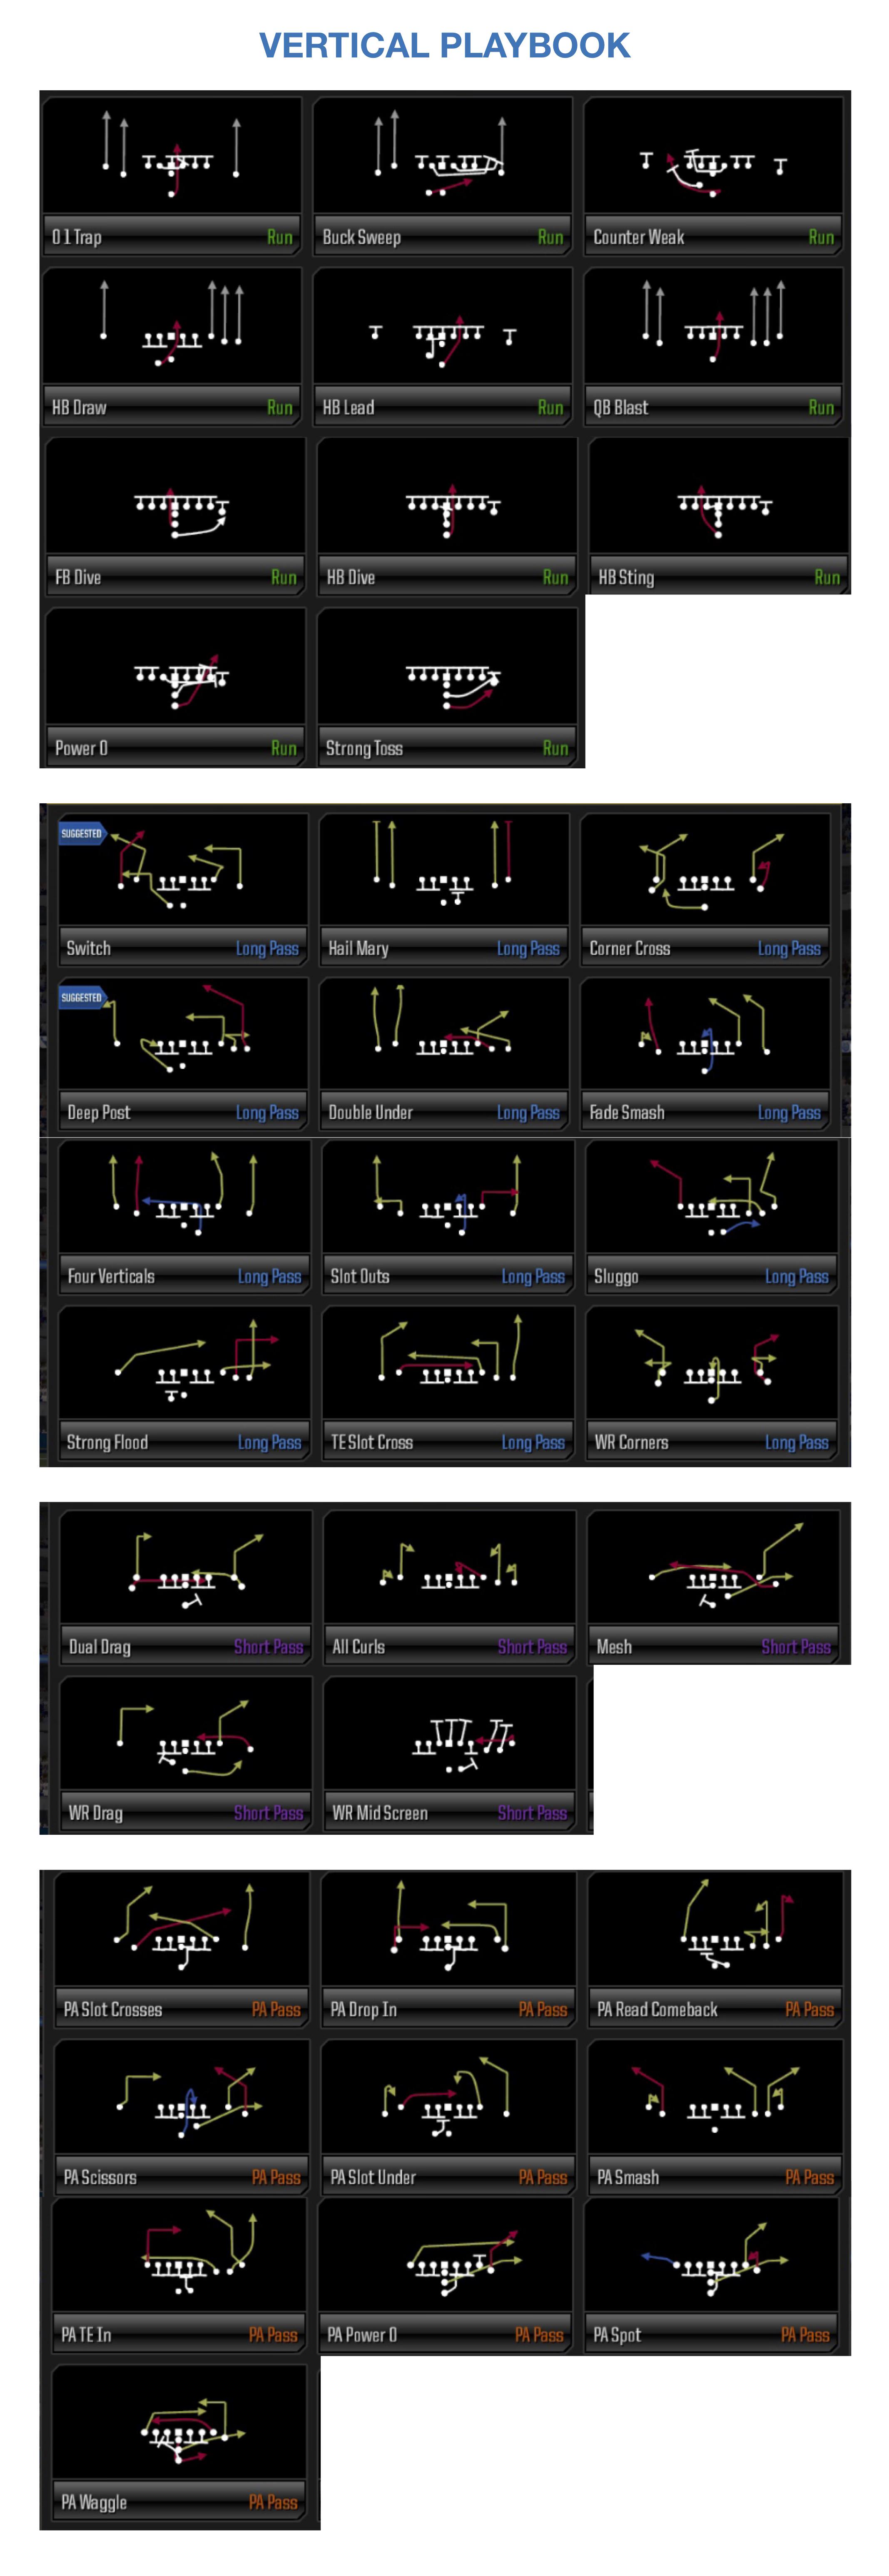 VERTICAL PLAYBOOK
0 1 Trap Run
Buck Sweep Run
Counter Weak Run
HB Draw Run
HB Lead Run
QB Blast Run
FB Dive Run
HB Dive Run
HB Sting Run
Power O Run
Strong Toss Run
SUGGESTED
Switch Long Pass
Hail Mary Long Pass
Corner Cross Long Pass
SUGGESTED
Deep Post Long Pass
Double Under Long Pass
Fade Smash Long Pass
Four Verticals Long Pass
Slot Outs Long Pass
Sluggo Long Pass
Strong Flood Long Pass
TE Slot Cross Long Pass
WR Corners Long Pass
Dual Drag Short Pass
All Curls Short Pass
Mesh Short Pass
WR Drag Short Pass
WR Mid Screen Short Pass
PA Slot Crosses PA Pass
PA Drop In PA Pass
PA Read Comeback PA Pass
PA Scissors PA Pass
PA Slot Under PA Pass
PA Smash PA Pass
PA TE In PA Pass
PA Power O PA Pass
PA Spot PA Pass
PA Waggle PA Pass